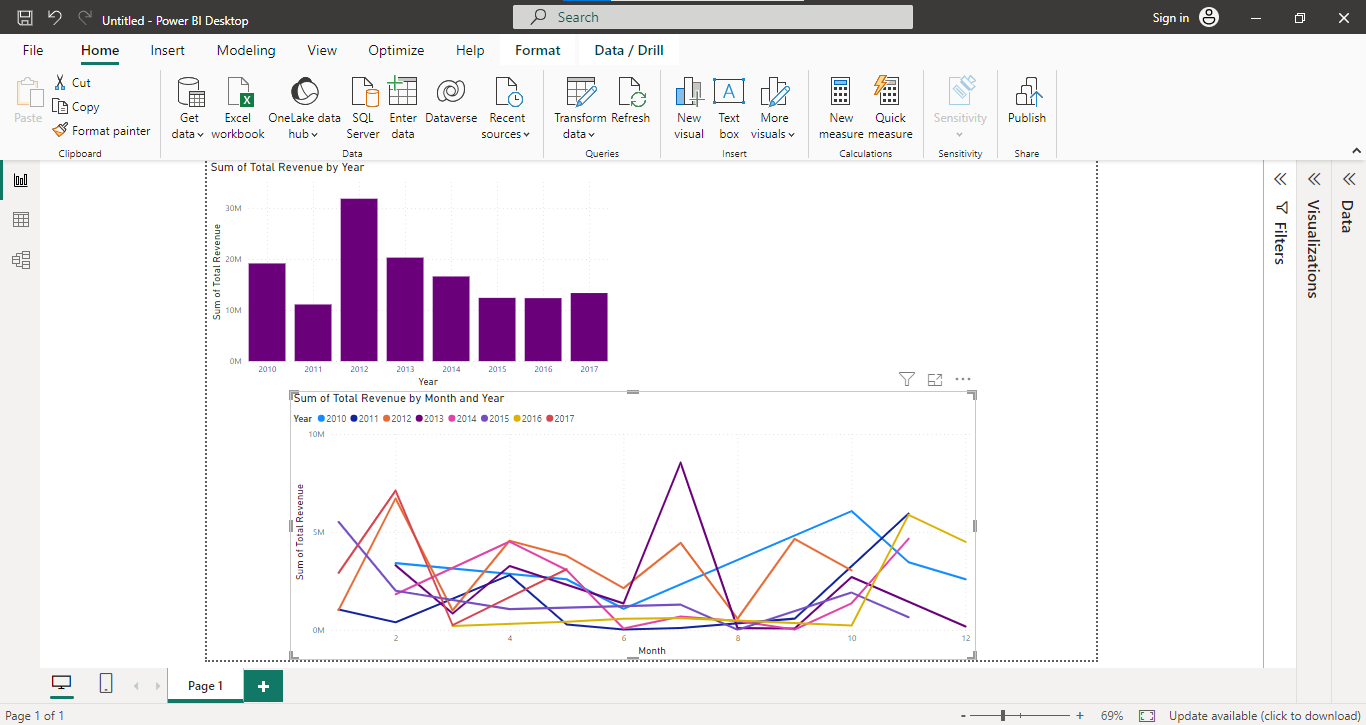 Untitled - Power BI Desktop
Search
Sign in
File Home Insert Modeling View Optimize Help Format Data / Drill
Paste
Cut
Copy
Format painter
Clipboard
Get data
Excel workbook
OneLake data hub
SQL Server
Enter data
Dataverse
Recent sources
Data
Transform data
Refresh
Queries
New visual
Text box
More visuals
Insert
New measure
Quick measure
Calculations
Sensitivity
Sensitivity
Publish
Share
Sum of Total Revenue by Year
Sum of Total Revenue
30M
20M
10M
0M
2010 2011 2012 2013 2014 2015 2016 2017
Year
Sum of Total Revenue by Month and Year
Year 2010 2011 2012 2013 2014 2015 2016 2017
Sum of Total Revenue
10M
5M
0M
2 4 6 8 10 12
Month
Filters
Visualizations
Data
Page 1
Page 1 of 1
- + 69%
Update available (click to download)